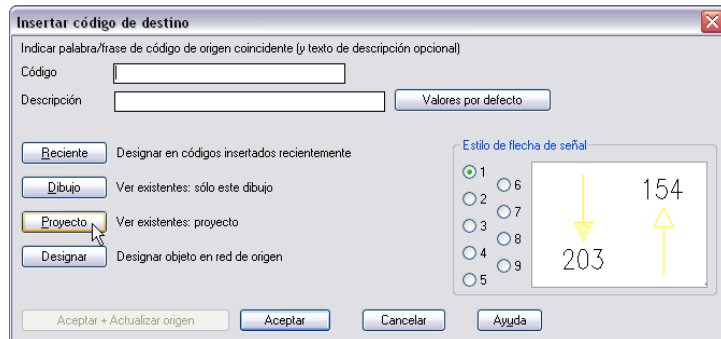 Insertar código de destino
Indicar palabra/frase de código de origen coincidente (y texto de descripción opcional)
Código
Descripción
Valores por defecto
Reciente Designar en códigos insertados recientemente
Dibujo Ver existentes: sólo este dibujo
Proyecto Ver existentes: proyecto
Designar Designar objeto en red de origen
Estilo de flecha de señal
1
2
3
4
5
6
7
8
9
203
154
Aceptar + Actualizar origen Aceptar Cancelar Ayuda